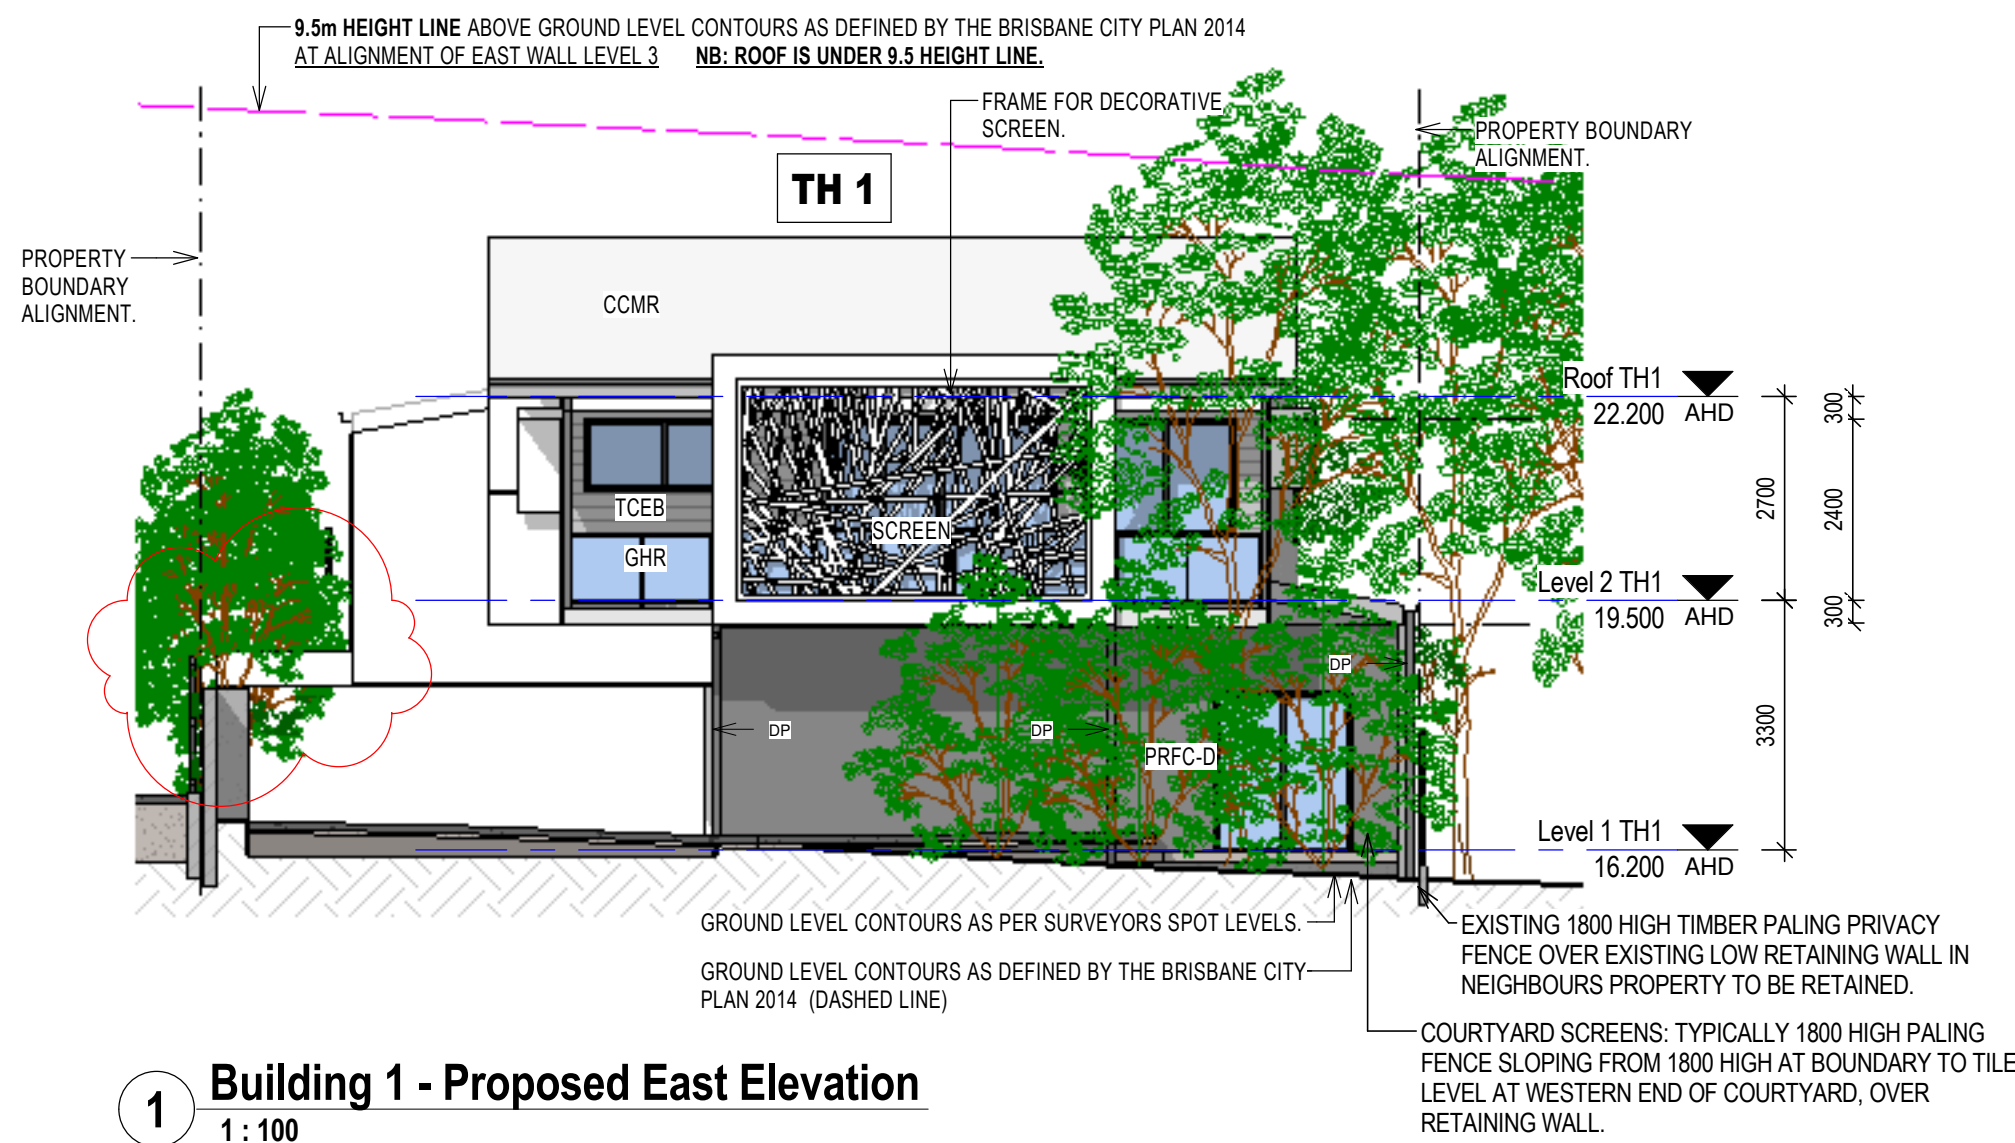 9.5m HEIGHT LINE ABOVE GROUND LEVEL CONTOURS AS DEFINED BY THE BRISBANE CITY PLAN 2014
AT ALIGNMENT OF EAST WALL LEVEL 3 NB: ROOF IS UNDER 9.5 HEIGHT LINE.
FRAME FOR DECORATIVE
SCREEN.
PROPERTY BOUNDARY
ALIGNMENT.
TH 1
PROPERTY
BOUNDARY
ALIGNMENT.
CCMR
Roof TH1
22.200 AHD
300
2700
2400
TCEB
SCREEN
GHR
Level 2 TH1
19.500 AHD
300
DP
DP
DP
PRFC-D
3300
Level 1 TH1
16.200 AHD
GROUND LEVEL CONTOURS AS PER SURVEYORS SPOT LEVELS.
GROUND LEVEL CONTOURS AS DEFINED BY THE BRISBANE CITY
PLAN 2014 (DASHED LINE)
EXISTING 1800 HIGH TIMBER PALING PRIVACY
FENCE OVER EXISTING LOW RETAINING WALL IN
NEIGHBOURS PROPERTY TO BE RETAINED.
COURTYARD SCREENS: TYPICALLY 1800 HIGH PALING
FENCE SLOPING FROM 1800 HIGH AT BOUNDARY TO TILE
LEVEL AT WESTERN END OF COURTYARD, OVER
RETAINING WALL.
1 Building 1 - Proposed East Elevation
1 : 100